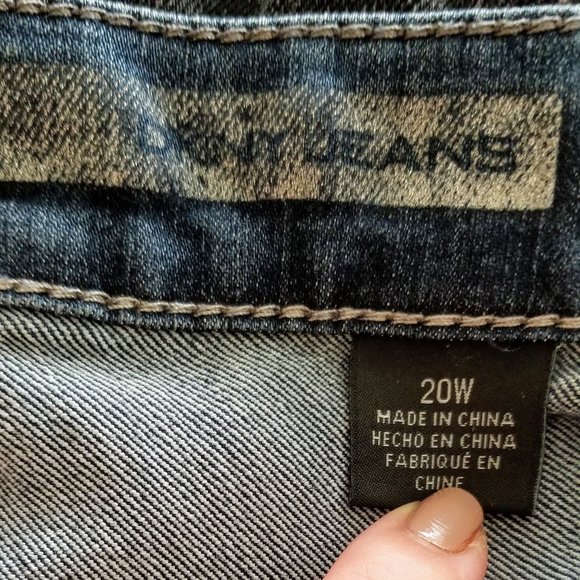 DKNY JEANS
20W
MADE IN CHINA
HECHO EN CHINA
FABRIQUÉ EN
CHINE